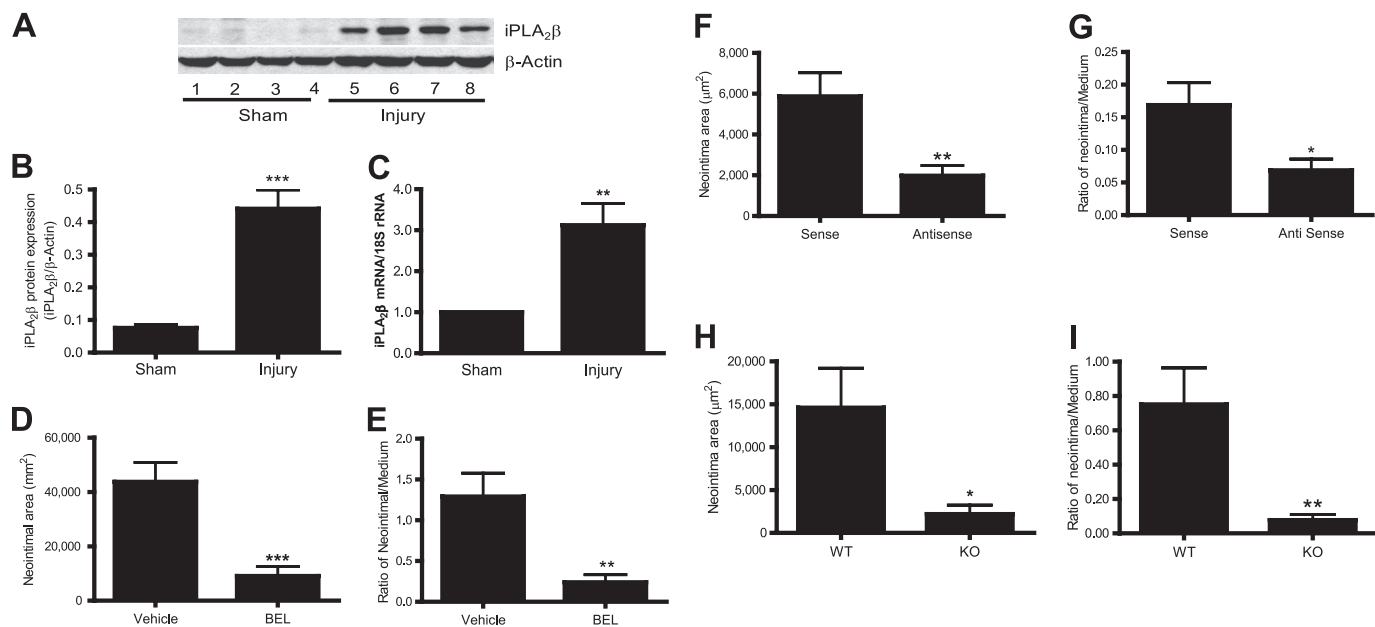 A
iPLA₂β
β-Actin
1 2 3 4 5 6 7 8
Sham Injury
B
iPLA₂β protein expression
(iPLA₂β/β-Actin)
0.5
0.4
0.3
0.2
0.1
0.0
***
Sham Injury
C
iPLA₂β mRNA/18S rRNA
4.0
3.0
2.0
1.0
0.0
**
Sham Injury
D
Neointimal area (mm²)
60,000
40,000
20,000
0
***
Vehicle BEL
E
Ratio of Neointimal/Medium
2.0
1.5
1.0
0.5
0.0
**
Vehicle BEL
F
Neointima area (μm²)
8,000
6,000
4,000
2,000
0
**
Sense Antisense
G
Ratio of neointima/Medium
0.25
0.20
0.15
0.10
0.05
0.00
*
Sense Anti Sense
H
Neointima area (μm²)
20,000
15,000
10,000
5,000
0
*
WT KO
I
Ratio of neointima/Medium
1.00
0.80
0.60
0.40
0.20
0.00
**
WT KO